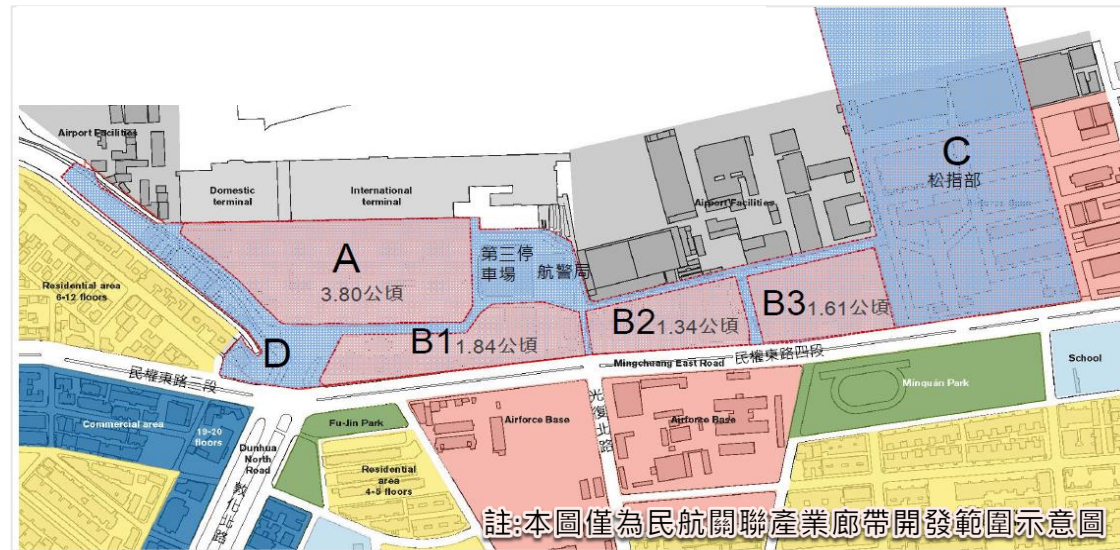 Airport Facilities
Domestic
terminal
International
terminal
Airport Facilities
C
松指部
A
3.80公頃
第三停
車場
航警局
Residential area
6-12 floors
D
B1 1.84公頃
B2 1.34公頃
B3 1.61公頃
民權東路三段
Mingchuang East Road
民權東路四段
School
Minquan Park
光復北路
Commercial area
19-20
floors
Fu-Jin Park
Airforce Base
Airforce Base
Dunhua
North
Road
敦化北路
Residential
area
4-5 floors
註:本圖僅為民航關聯產業廊帶開發範圍示意圖